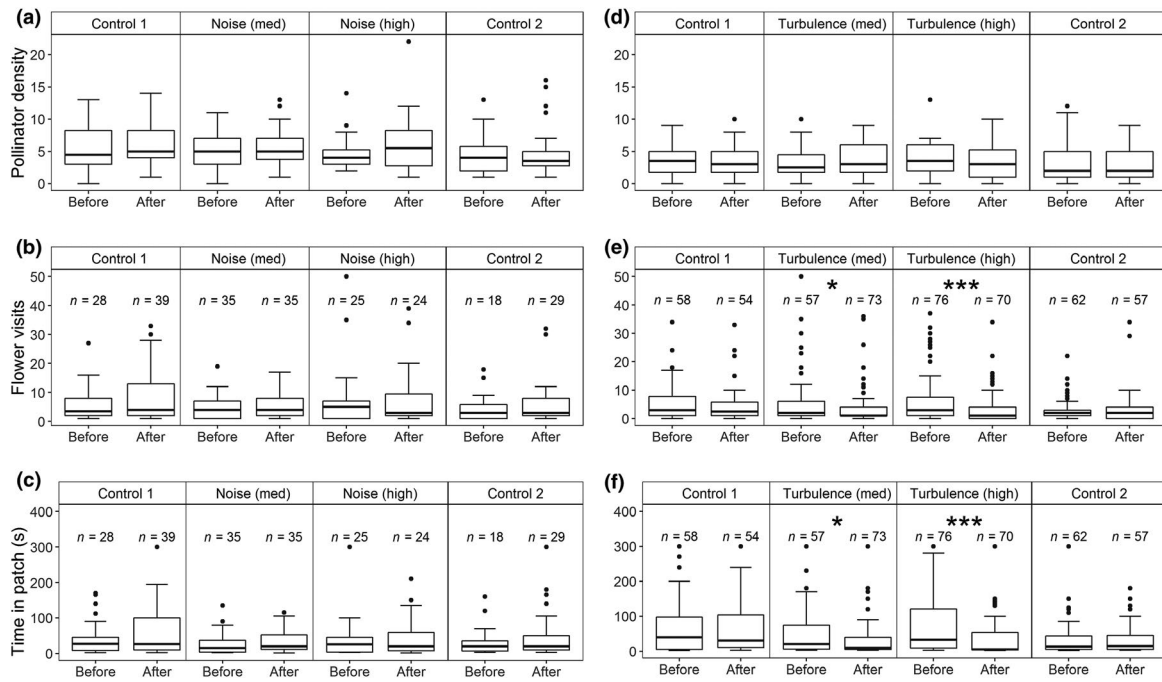 (a)
Control 1 Noise (med) Noise (high) Control 2
Pollinator density
20
15
10
5
0
Before After Before After Before After Before After
(d)
Control 1 Turbulence (med) Turbulence (high) Control 2
20
15
10
5
0
Before After Before After Before After Before After
(b)
Control 1 Noise (med) Noise (high) Control 2
Flower visits
50
40
30
20
10
0
n = 28 n = 39 n = 35 n = 35 n = 25 n = 24 n = 18 n = 29
Before After Before After Before After Before After
(e)
Control 1 Turbulence (med) Turbulence (high) Control 2
* ***
50
40
30
20
10
0
n = 58 n = 54 n = 57 n = 73 n = 76 n = 70 n = 62 n = 57
Before After Before After Before After Before After
(c)
Control 1 Noise (med) Noise (high) Control 2
Time in patch (s)
400
300
200
100
0
n = 28 n = 39 n = 35 n = 35 n = 25 n = 24 n = 18 n = 29
Before After Before After Before After Before After
(f)
Control 1 Turbulence (med) Turbulence (high) Control 2
* ***
400
300
200
100
0
n = 58 n = 54 n = 57 n = 73 n = 76 n = 70 n = 62 n = 57
Before After Before After Before After Before After